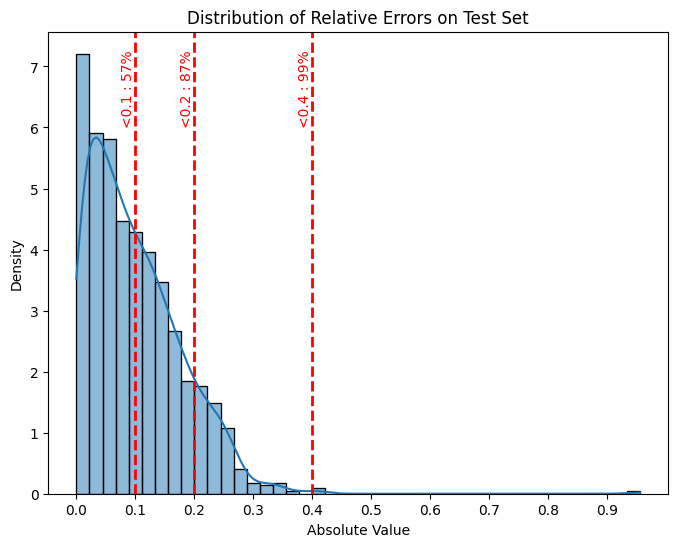 Distribution of Relative Errors on Test Set
<0.1 : 57%
<0.2 : 87%
<0.4 : 99%
Density
7
6
5
4
3
2
1
0
0.0 0.1 0.2 0.3 0.4 0.5 0.6 0.7 0.8 0.9
Absolute Value